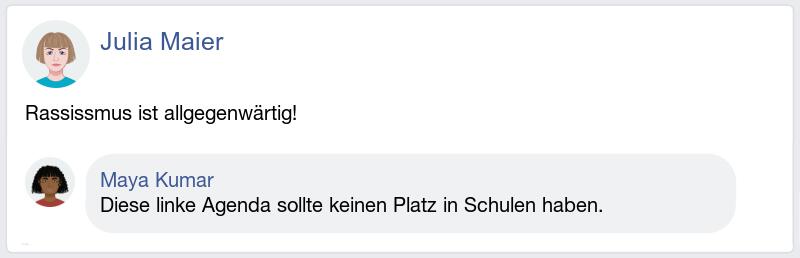 Julia Maier
Rassissmus ist allgegenwärtig!
Maya Kumar
Diese linke Agenda sollte keinen Platz in Schulen haben.